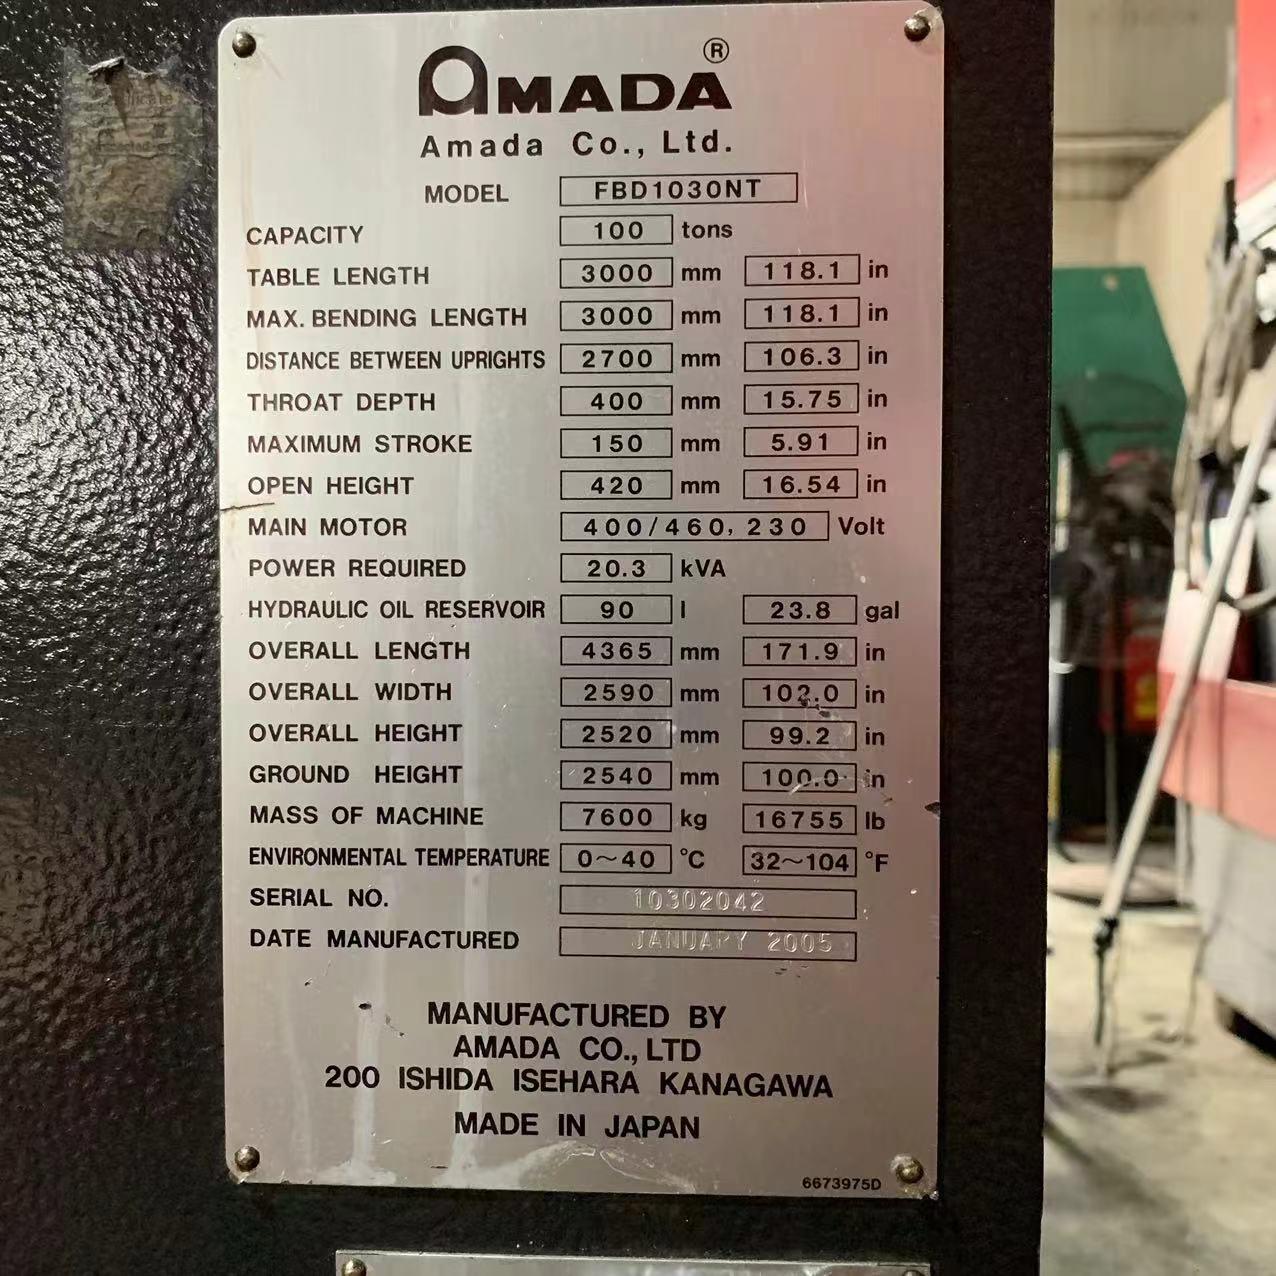 AMADA®
Amada Co., Ltd.
MODEL FBD1030NT
CAPACITY 100 tons
TABLE LENGTH 3000 mm 118.1 in
MAX. BENDING LENGTH 3000 mm 118.1 in
DISTANCE BETWEEN UPRIGHTS 2700 mm 106.3 in
THROAT DEPTH 400 mm 15.75 in
MAXIMUM STROKE 150 mm 5.91 in
OPEN HEIGHT 420 mm 16.54 in
MAIN MOTOR 400/460, 230 Volt
POWER REQUIRED 20.3 kVA
HYDRAULIC OIL RESERVOIR 90 l 23.8 gal
OVERALL LENGTH 4365 mm 171.9 in
OVERALL WIDTH 2590 mm 102.0 in
OVERALL HEIGHT 2520 mm 99.2 in
GROUND HEIGHT 2540 mm 100.0 in
MASS OF MACHINE 7600 kg 16755 lb
ENVIRONMENTAL TEMPERATURE 0~40 °C 32~104 °F
SERIAL NO. 10302042
DATE MANUFACTURED JANUARY 2005
MANUFACTURED BY
AMADA CO., LTD
200 ISHIDA ISEHARA KANAGAWA
MADE IN JAPAN
6673975D